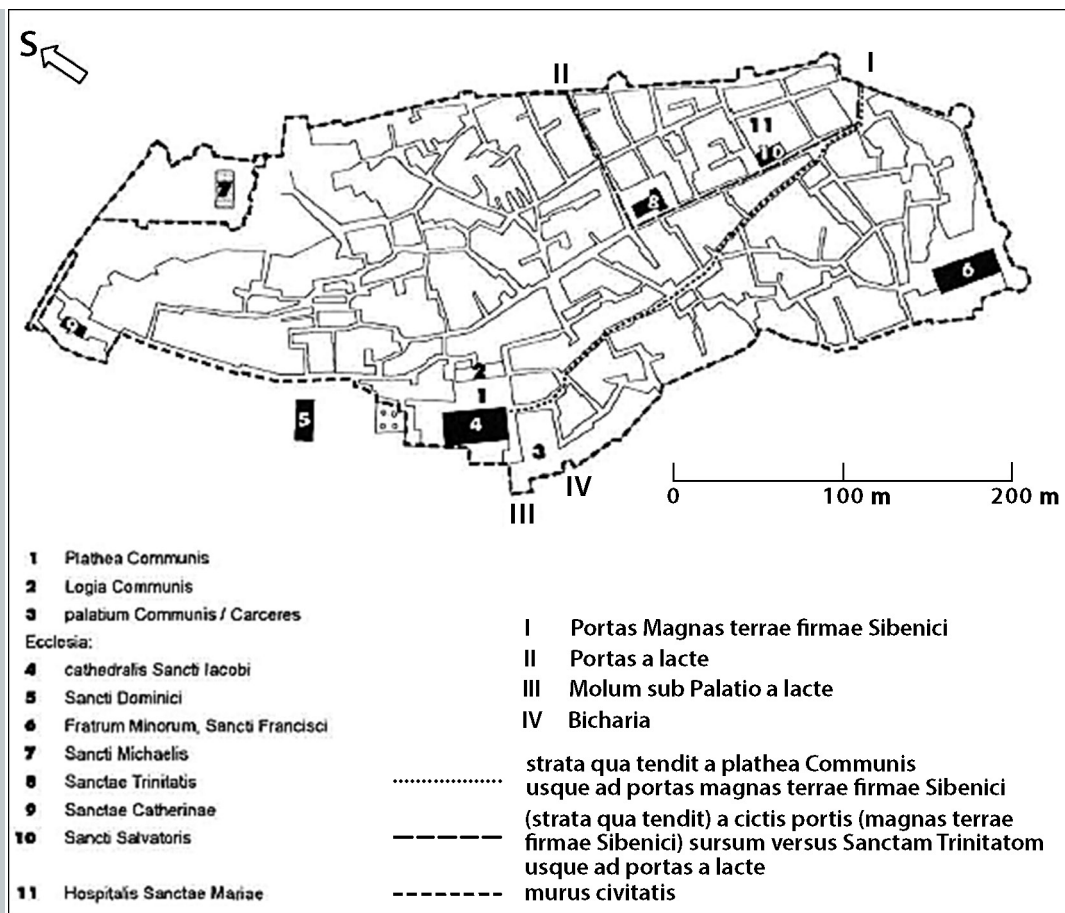 S
II
I
11
10
7
8
6
9
2
1
5
4
3
IV
III
0
100 m
200 m
1 Plathea Communis
2 Logia Communis
3 palatium Communis / Carceres
Ecclesia:
4 cathedralis Sancti Iacobi
5 Sancti Dominici
6 Fratrum Minorum, Sancti Francisci
7 Sancti Michaelis
8 Sanctae Trinitatis
9 Sanctae Catherinae
10 Sancti Salvatoris
11 Hospitalis Sanctae Mariae
I Portas Magnas terrae firmae Sibenici
II Portas a lacte
III Molum sub Palatio a lacte
IV Bicharia
strata qua tendit a plathea Communis
usque ad portas magnas terrae firmae Sibenici
(strata qua tendit) a cictis portis (magnas terrae
firmae Sibenici) sursum versus Sanctam Trinitatom
usque ad portas a lacte
murus civitatis